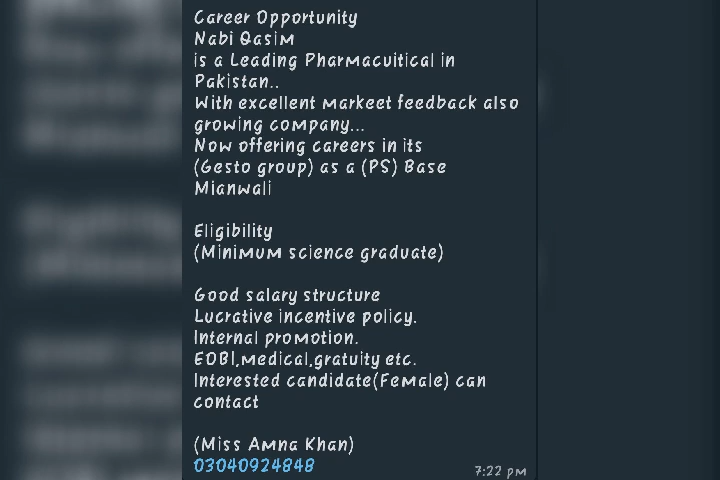 Career Opportunity
Nabi Qasim
is a Leading Pharmacuitical in
Pakistan..
With excellent markeet feedback also
growing company...
Now offering careers in its
(Gesto group) as a (PS) Base
Mianwali
Eligibility
(Minimum science graduate)
Good salary structure
Lucrative incentive policy.
Internal promotion.
EOBI,medical,gratuity etc.
Interested candidate(Female) can
contact
(Miss Amna Khan)
03040924848
7:22 pm